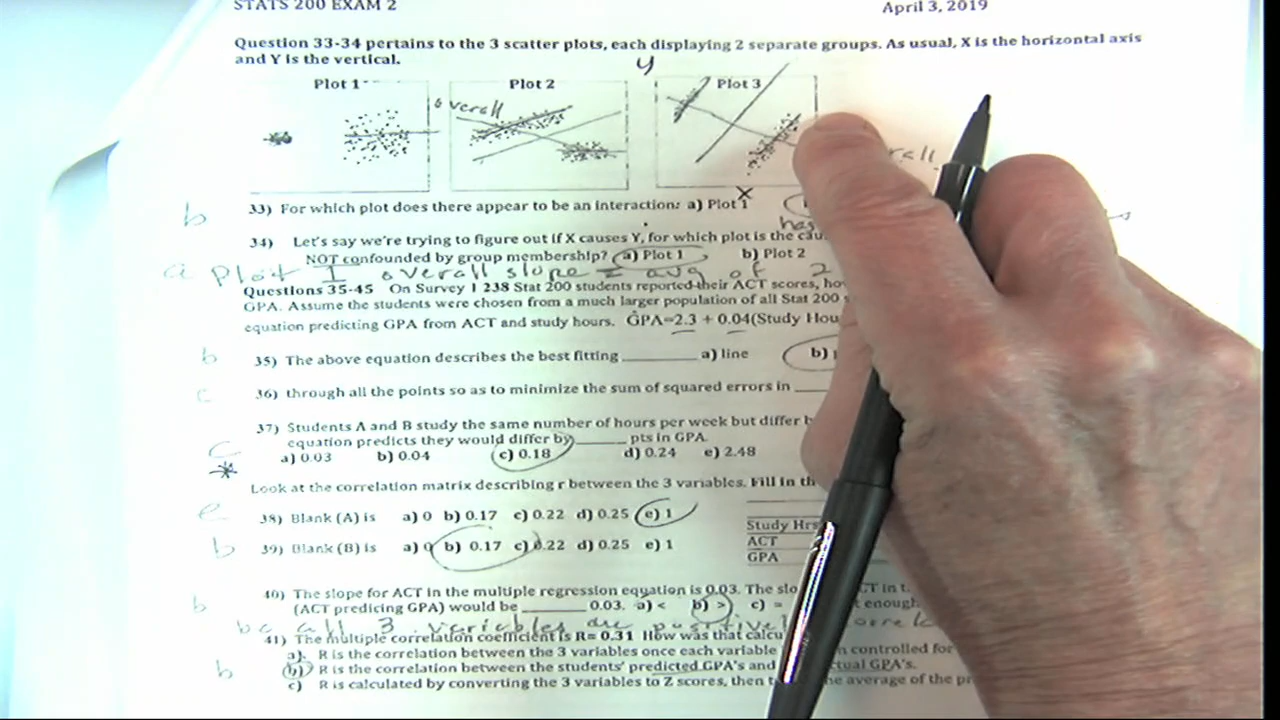 STATS 200 EXAM 2 April 3, 2019
Question 33-34 pertains to the 3 scatter plots, each displaying 2 separate groups. As usual, X is the horizontal axis
and Y is the vertical. y
Plot 1 Plot 2 Plot 3
overall
X
b 33) For which plot does there appear to be an interaction: a) Plot 1
has
34) Let's say we're trying to figure out if X causes Y, for which plot is the
NOT confounded by group membership? a) Plot 1 b) Plot 2
a Plot I overall slope = avg of 2
Questions 35-45 On Survey 1 238 Stat 200 students reported their ACT scores,
GPA. Assume the students were chosen from a much larger population of all Stat 200
equation predicting GPA from ACT and study hours. ĜPA=2.3 + 0.04(Study
b 35) The above equation describes the best fitting ________ a) line b)
c 36) through all the points so as to minimize the sum of squared errors in
37) Students A and B study the same number of hours per week but differ
equation predicts they would differ by ______ pts in GPA.
c a) 0.03 b) 0.04 c) 0.18 d) 0.24 e) 2.48
*
Look at the correlation matrix describing r between the 3 variables. Fill in
e 38) Blank (A) is a) 0 b) 0.17 c) 0.22 d) 0.25 e) 1
Study Hrs
b 39) Blank (B) is a) 0 b) 0.17 c) 0.22 d) 0.25 e) 1
ACT
GPA
40) The slope for ACT in the multiple regression equation is 0.03. The
b (ACT predicing GPA) would be ________ 0.03. a) < b) > c) = enough
bc all 3 variables are
41) The multiple correlation coefficient is R= 0.31 How was that
a) R is the correlation between the 3 variables once each variable controlled for
b b) R is the correlation between the students' predicted GPA's and GPA's.
c) R is calculated by converting the 3 variables to Z scores, then average of the